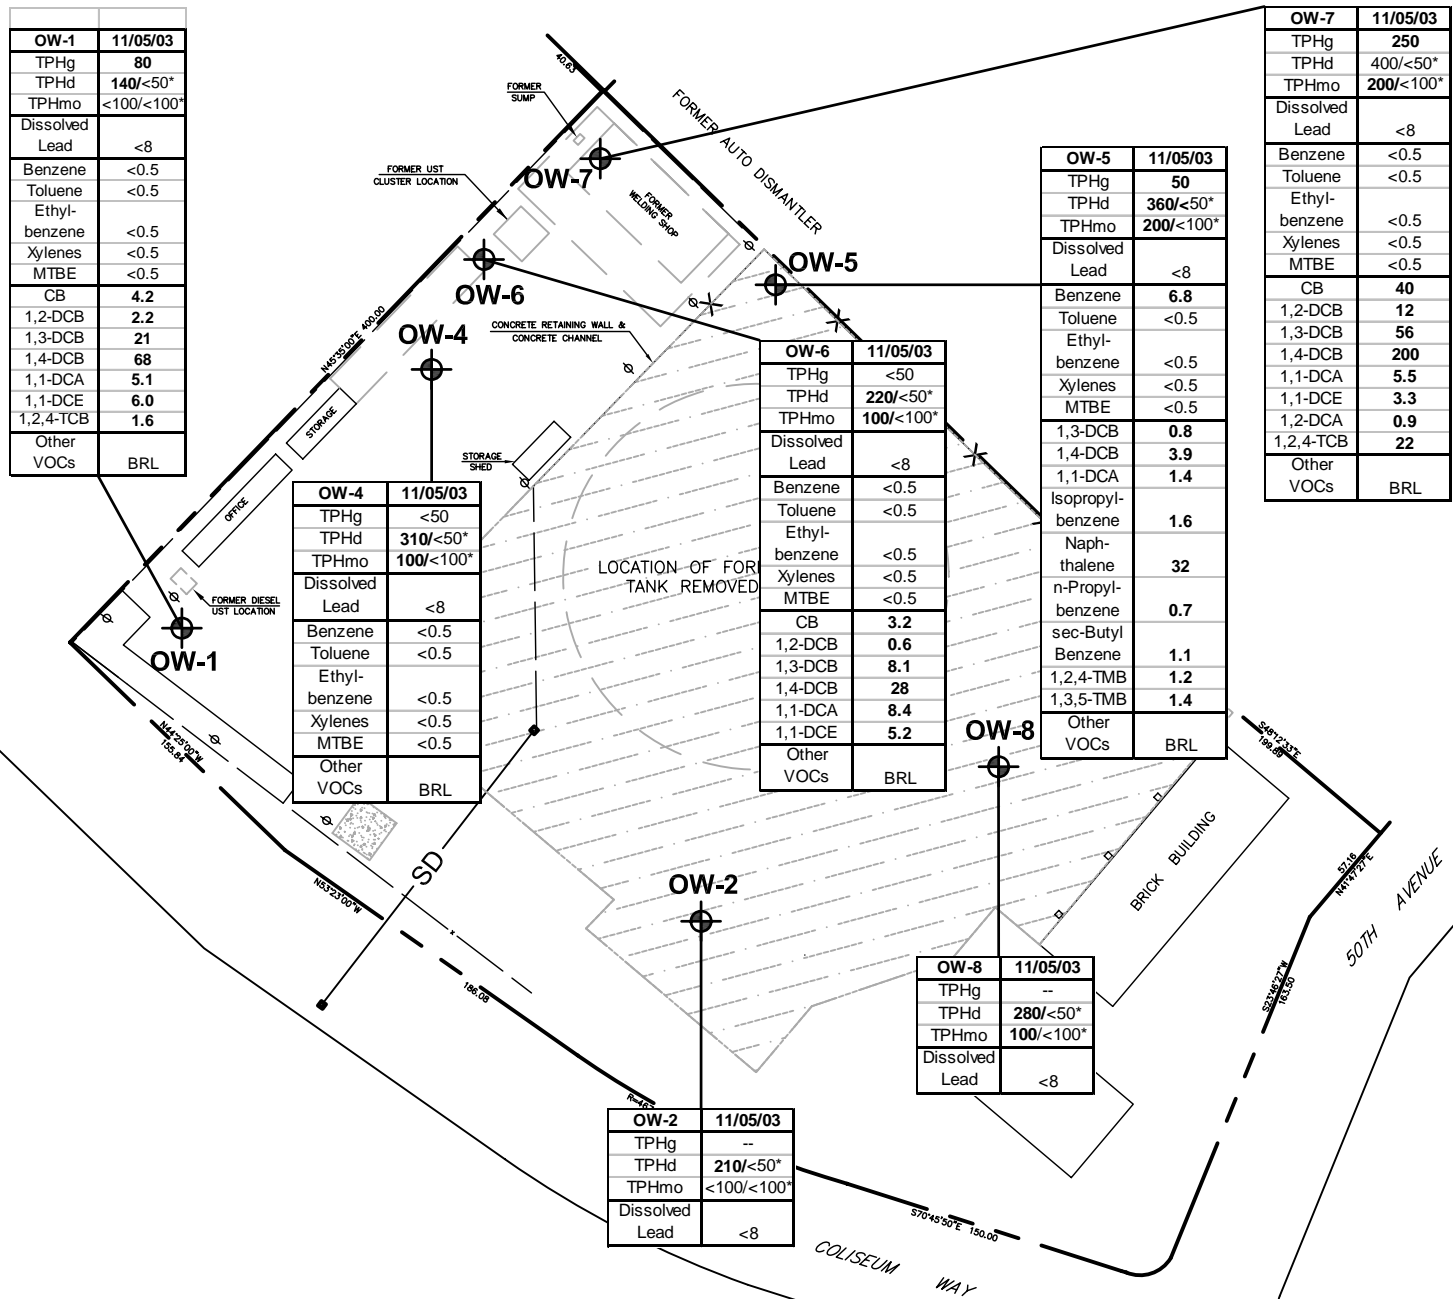 OW-1 11/05/03
TPHg 80
TPHd 140/<50*
TPHmo <100/<100*
Dissolved
Lead <8
Benzene <0.5
Toluene <0.5
Ethyl-
benzene <0.5
Xylenes <0.5
MTBE <0.5
CB 4.2
1,2-DCB 2.2
1,3-DCB 21
1,4-DCB 68
1,1-DCA 5.1
1,1-DCE 6.0
1,2,4-TCB 1.6
Other
VOCs BRL
OW-7 11/05/03
TPHg 250
TPHd 400/<50*
TPHmo 200/<100*
Dissolved
Lead <8
Benzene <0.5
Toluene <0.5
Ethyl-
benzene <0.5
Xylenes <0.5
MTBE <0.5
CB 40
1,2-DCB 12
1,3-DCB 56
1,4-DCB 200
1,1-DCA 5.5
1,1-DCE 3.3
1,2-DCA 0.9
1,2,4-TCB 22
Other
VOCs BRL
OW-5 11/05/03
TPHg 50
TPHd 360/<50*
TPHmo 200/<100*
Dissolved
Lead <8
Benzene 6.8
Toluene <0.5
Ethyl-
benzene <0.5
Xylenes <0.5
MTBE <0.5
1,3-DCB 0.8
1,4-DCB 3.9
1,1-DCA 1.4
Isopropyl-
benzene 1.6
Naph-
thalene 32
n-Propyl-
benzene 0.7
sec-Butyl
Benzene 1.1
1,2,4-TMB 1.2
1,3,5-TMB 1.4
Other
VOCs BRL
OW-6 11/05/03
TPHg <50
TPHd 220/<50*
TPHmo 100/<100*
Dissolved
Lead <8
Benzene <0.5
Toluene <0.5
Ethyl-
benzene <0.5
Xylenes <0.5
MTBE <0.5
CB 3.2
1,2-DCB 0.6
1,3-DCB 8.1
1,4-DCB 28
1,1-DCA 8.4
1,1-DCE 5.2
Other
VOCs BRL
OW-4 11/05/03
TPHg <50
TPHd 310/<50*
TPHmo 100/<100*
Dissolved
Lead <8
Benzene <0.5
Toluene <0.5
Ethyl-
benzene <0.5
Xylenes <0.5
MTBE <0.5
Other
VOCs BRL
OW-8 11/05/03
TPHg --
TPHd 280/<50*
TPHmo 100/<100*
Dissolved
Lead <8
OW-2 11/05/03
TPHg --
TPHd 210/<50*
TPHmo <100/<100*
Dissolved
Lead <8
40.63
FORMER
SUMP
FORMER AUTO DISMANTLER
FORMER UST
CLUSTER LOCATION
OW-7
FORMER
WELDING SHOP
OW-5
OW-6
OW-4
CONCRETE RETAINING WALL &
CONCRETE CHANNEL
N45°35'00"E 400.00
STORAGE
STORAGE
SHED
OFFICE
LOCATION OF FOR
TANK REMOVED
FORMER DIESEL
UST LOCATION
OW-1
N44°25'00"W
155.84
OW-8
S48°12'33"E
199.89
SD
N53°23'00"W
OW-2
BRICK BUILDING
57.16
N41°47'27"E
50TH AVENUE
186.08
S23°46'27"W
163.50
S70°45'50"E 150.00
COLISEUM WAY